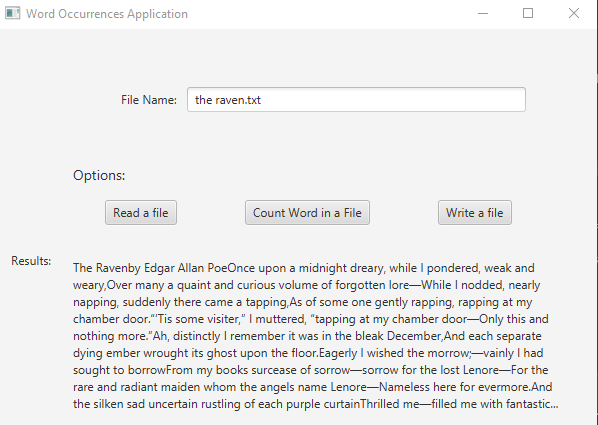 Word Occurrences Application
File Name: the raven.txt
Options:
Read a file Count Word in a File Write a file
Results:
The Ravenby Edgar Allan PoeOnce upon a midnight dreary, while I pondered, weak and
weary,Over many a quaint and curious volume of forgotten lore—While I nodded, nearly
napping, suddenly there came a tapping,As of some one gently rapping, rapping at my
chamber door.“’Tis some visiter,” I muttered, “tapping at my chamber door—Only this and
nothing more.”Ah, distinctly I remember it was in the bleak December,And each separate
dying ember wrought its ghost upon the floor.Eagerly I wished the morrow;—vainly I had
sought to borrowFrom my books surcease of sorrow—sorrow for the lost Lenore—For the
rare and radiant maiden whom the angels name Lenore—Nameless here for evermore.And
the silken sad uncertain rustling of each purple curtainThrilled me—filled me with fantastic...